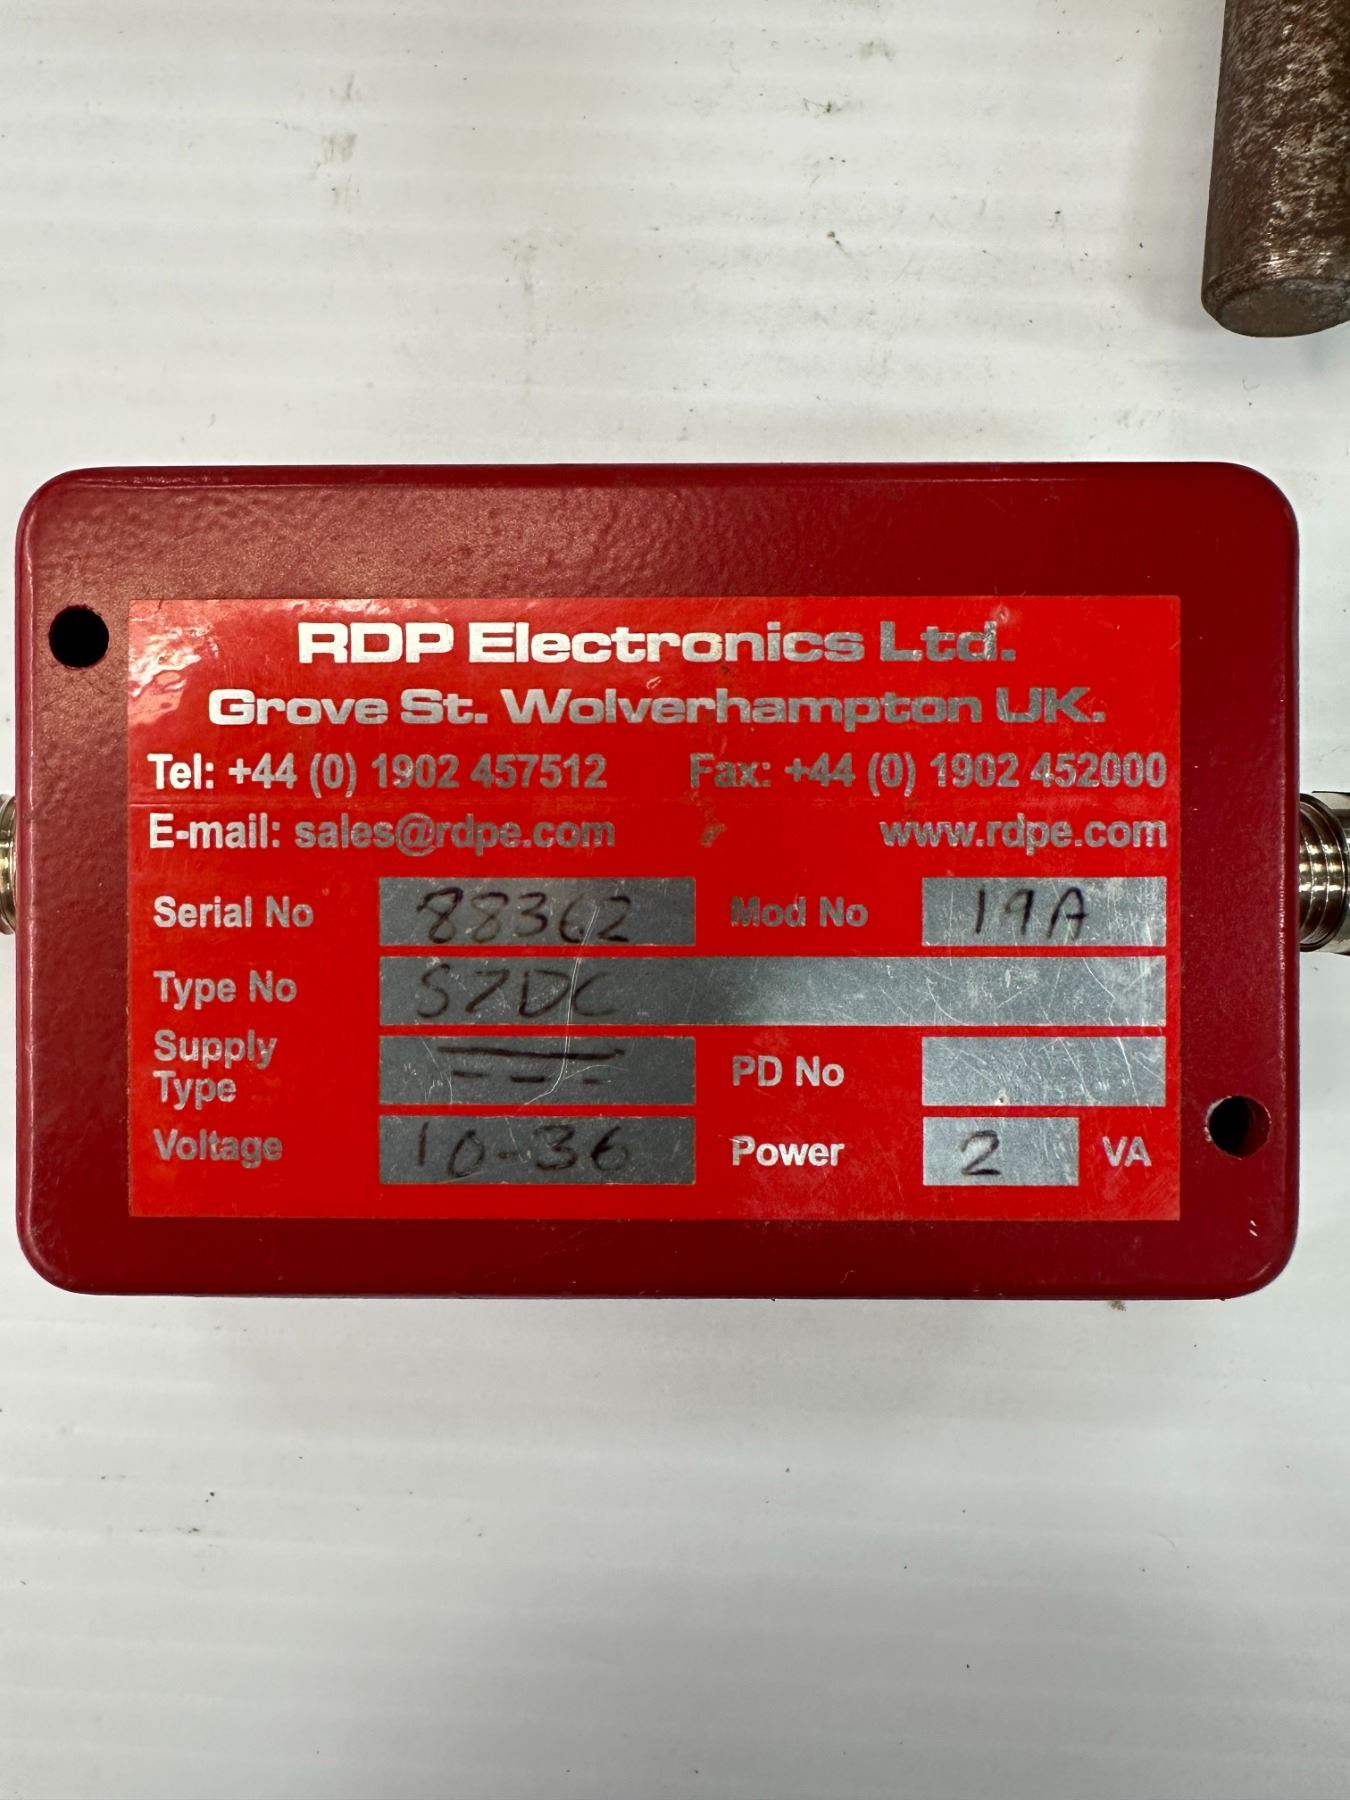 RDP Electronics Ltd.
Grove St. Wolverhampton UK.
Tel: +44 (0) 1902 457512 Fax: +44 (0) 1902 452000
E-mail: sales@rdpe.com www.rdpe.com
Serial No 88362 Mod No 19A
Type No S7DC
Supply
Type
PD No
Voltage 10-36 Power 2 VA